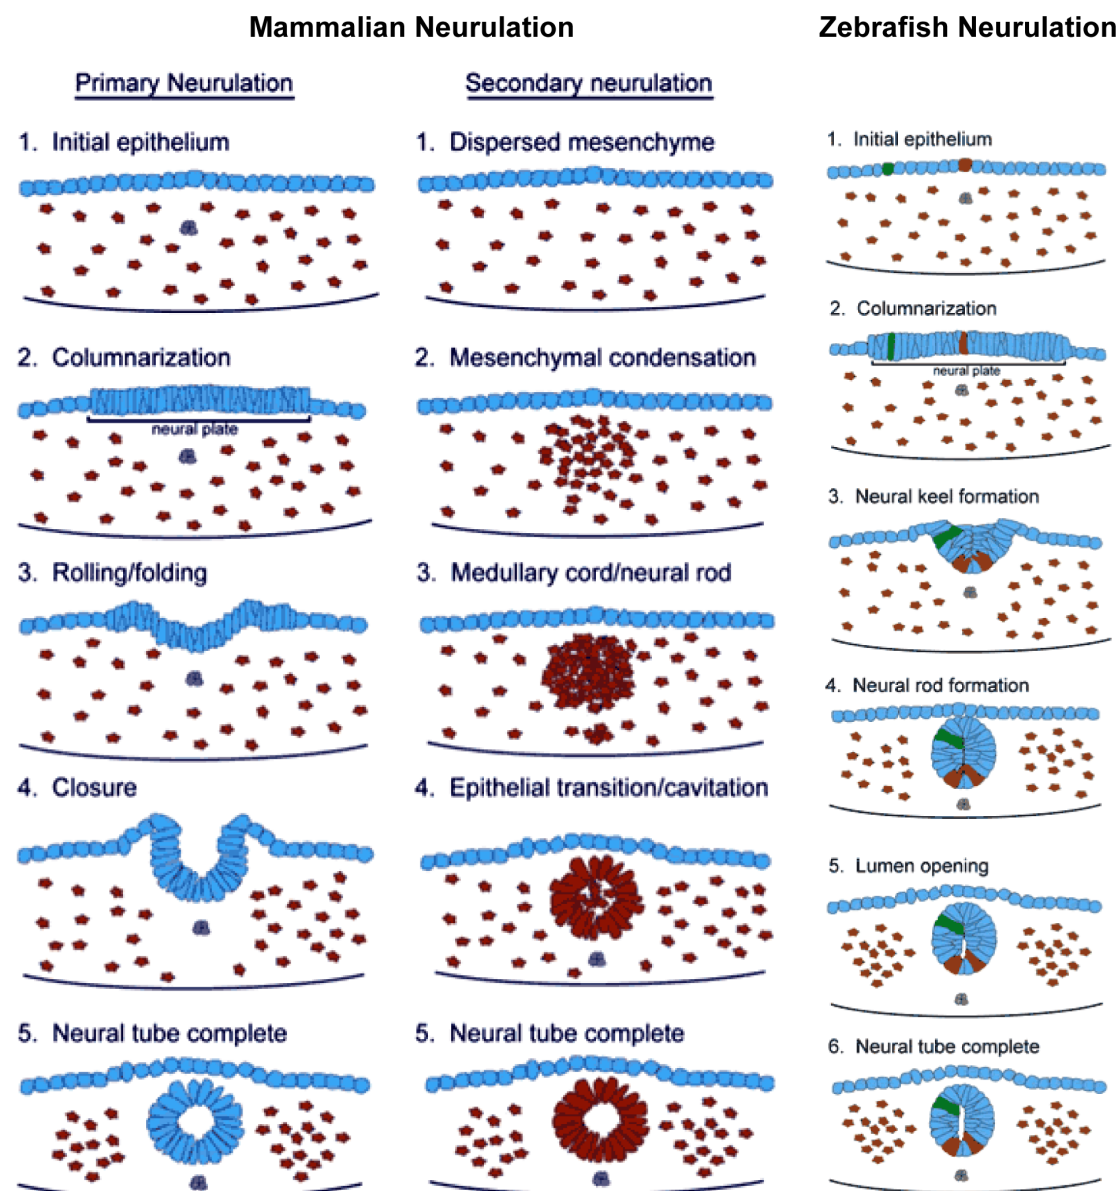 Mammalian Neurulation
Zebrafish Neurulation
Primary Neurulation
1. Initial epithelium
2. Columnarization
neural plate
3. Rolling/folding
4. Closure
5. Neural tube complete
Secondary neurulation
1. Dispersed mesenchyme
2. Mesenchymal condensation
3. Medullary cord/neural rod
4. Epithelial transition/cavitation
5. Neural tube complete
1. Initial epithelium
2. Columnarization
neural plate
3. Neural keel formation
4. Neural rod formation
5. Lumen opening
6. Neural tube complete